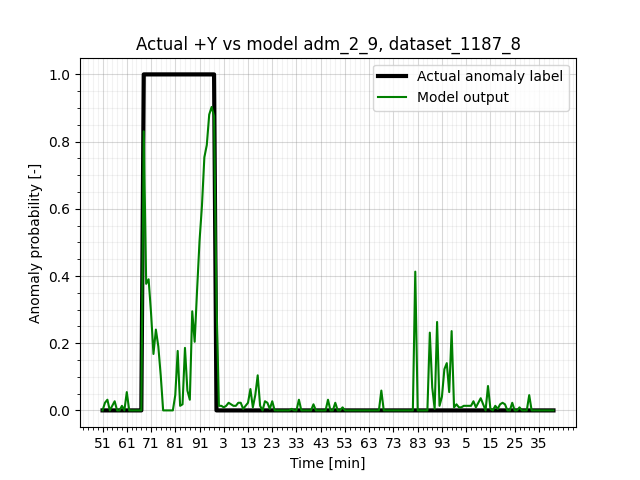 Actual +Y vs model adm_2_9, dataset_1187_8
Actual anomaly label
Model output
Anomaly probability [-]
1.0
0.8
0.6
0.4
0.2
0.0
51 61 71 81 91 3 13 23 33 43 53 63 73 83 93 5 15 25 35
Time [min]